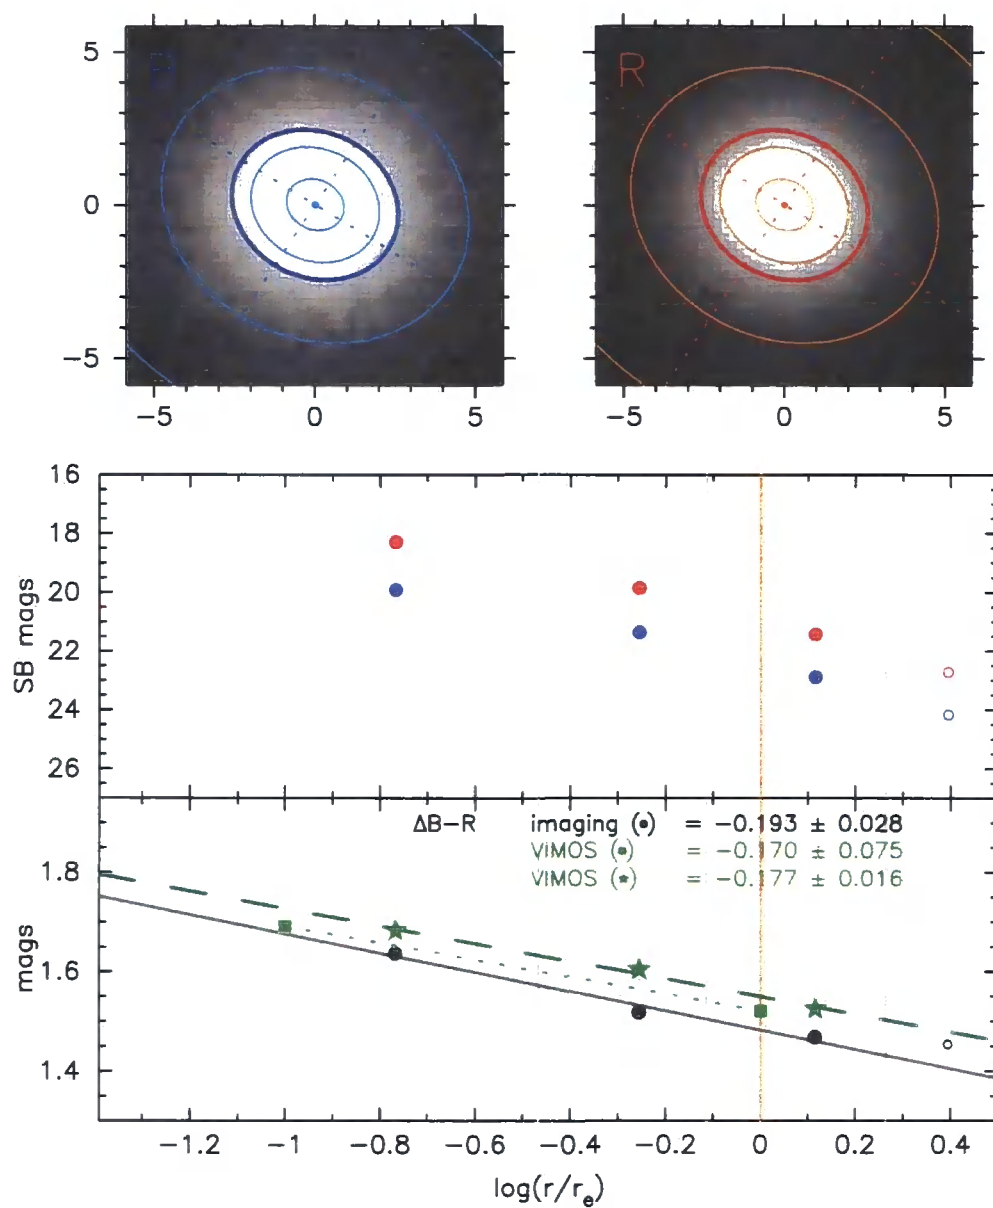 B R
5 0 −5
−5 0 5 −5 0 5
16
18
20
22
24
26
SB mags
ΔB−R imaging (•) = −0.193 ± 0.028
VIMOS (▪) = −0.170 ± 0.075
VIMOS (★) = −0.177 ± 0.016
1.8
1.6
1.4
mags
−1.2 −1 −0.8 −0.6 −0.4 −0.2 0 0.2 0.4
log(r/re)